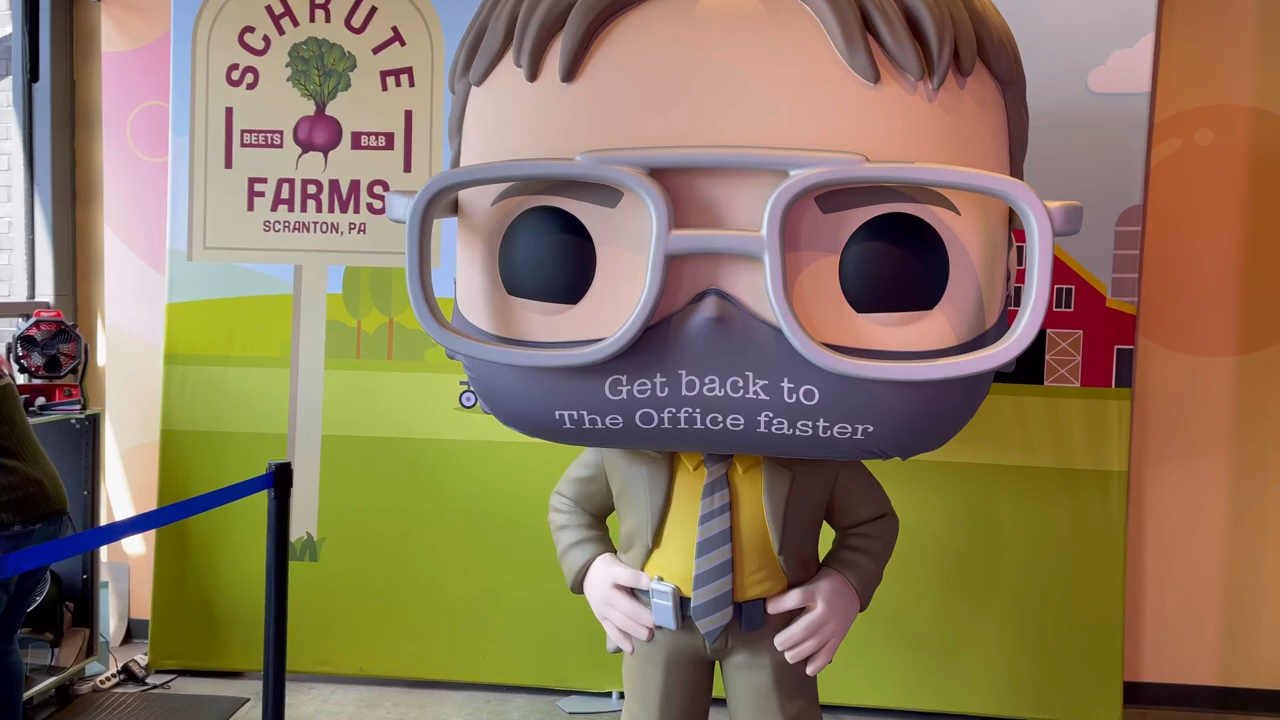 SCHRUTE
BEETS B&B
FARMS
SCRANTON, PA
Get back to
The Office faster